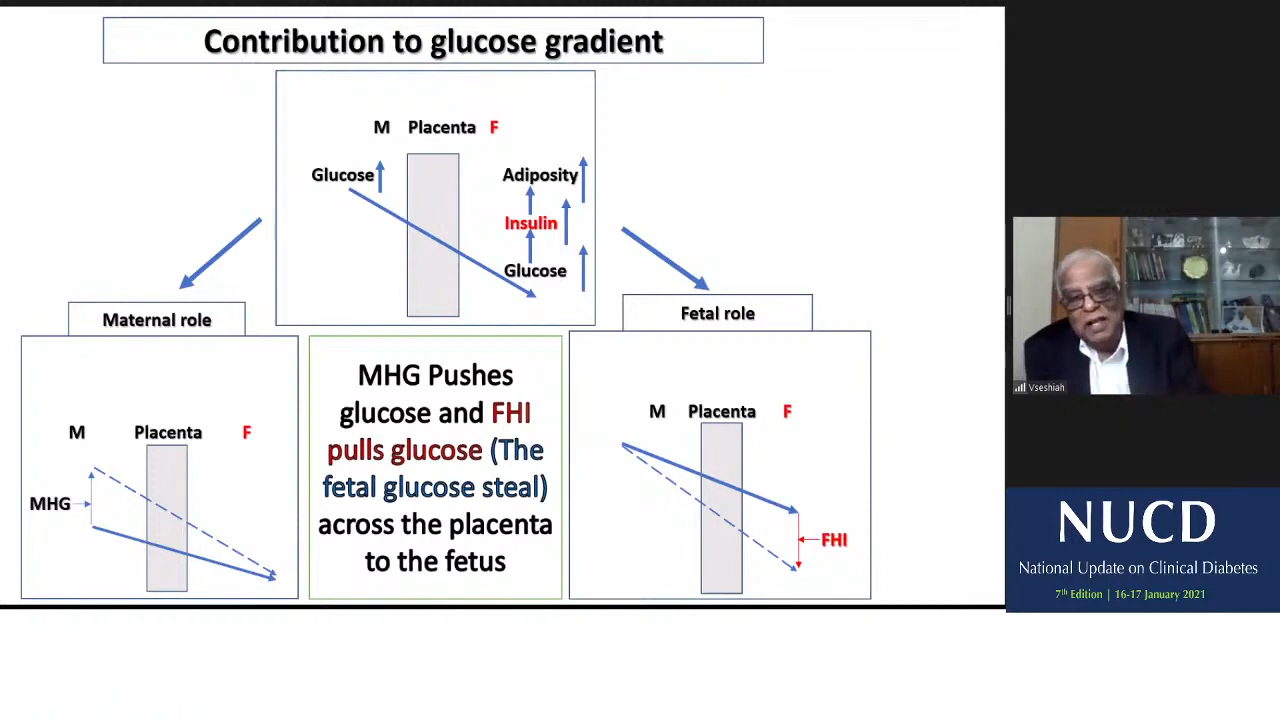 Contribution to glucose gradient
M Placenta F
Glucose
Adiposity
Insulin
Glucose
Maternal role
M Placenta F
MHG
MHG Pushes
glucose and FHI
pulls glucose (The
fetal glucose steal)
across the placenta
to the fetus
Fetal role
M Placenta F
FHI
Vseshiah
NUCD
National Update on Clinical Diabetes
7th Edition | 16-17 January 2021